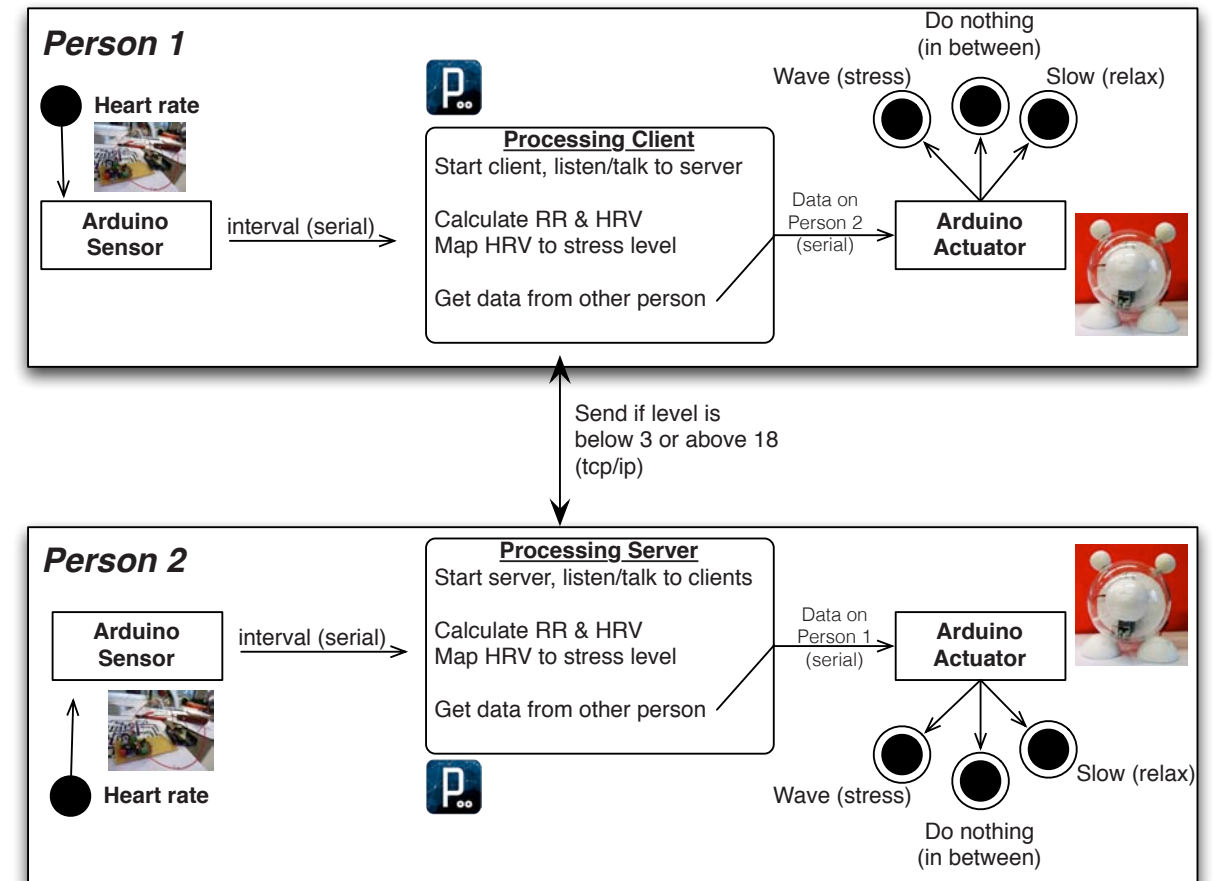 Person 1
Heart rate
Arduino
Sensor
interval (serial)
P
Processing Client
Start client, listen/talk to server
Calculate RR & HRV
Map HRV to stress level
Get data from other person
Data on
Person 2
(serial)
Arduino
Actuator
Wave (stress)
Do nothing
(in between)
Slow (relax)
Send if level is
below 3 or above 18
(tcp/ip)
Person 2
Arduino
Sensor
Heart rate
interval (serial)
Processing Server
Start server, listen/talk to clients
Calculate RR & HRV
Map HRV to stress level
Get data from other person
P
Data on
Person 1
(serial)
Arduino
Actuator
Wave (stress)
Do nothing
(in between)
Slow (relax)